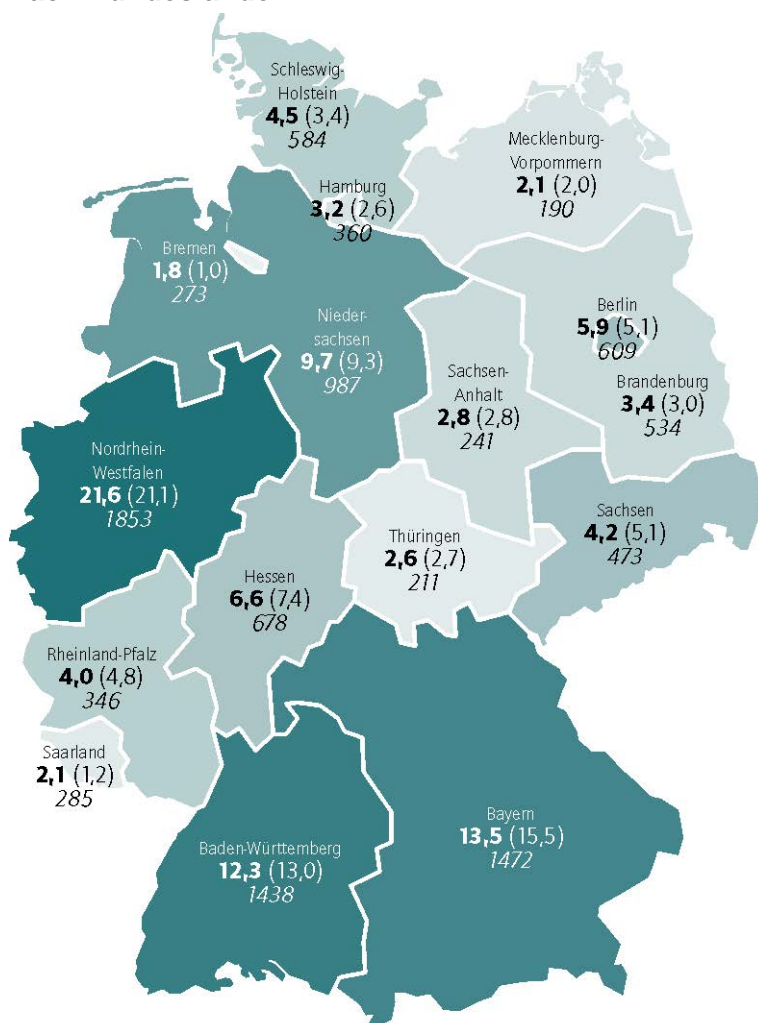 Schleswig-
Holstein
4,5 (3,4)
584
Mecklenburg-
Vorpommern
2,1 (2,0)
190
Hamburg
3,2 (2,6)
360
Bremen
1,8 (1,0)
273
Nieder-
sachsen
9,7 (9,3)
987
Berlin
5,9 (5,1)
609
Brandenburg
3,4 (3,0)
534
Sachsen-
Anhalt
2,8 (2,8)
241
Nordrhein-
Westfalen
21,6 (21,1)
1853
Sachsen
4,2 (5,1)
473
Thüringen
2,6 (2,7)
211
Hessen
6,6 (7,4)
678
Rheinland-Pfalz
4,0 (4,8)
346
Saarland
2,1 (1,2)
285
Baden-Württemberg
12,3 (13,0)
1438
Bayern
13,5 (15,5)
1472